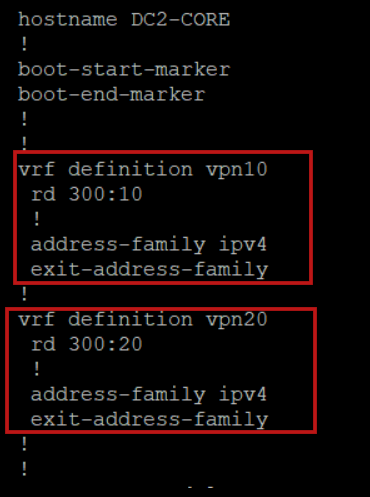 hostname DC2-CORE
!
boot-start-marker
boot-end-marker
!
!
vrf definition vpn10
rd 300:10
!
address-family ipv4
exit-address-family
!
vrf definition vpn20
rd 300:20
!
address-family ipv4
exit-address-family
!
!